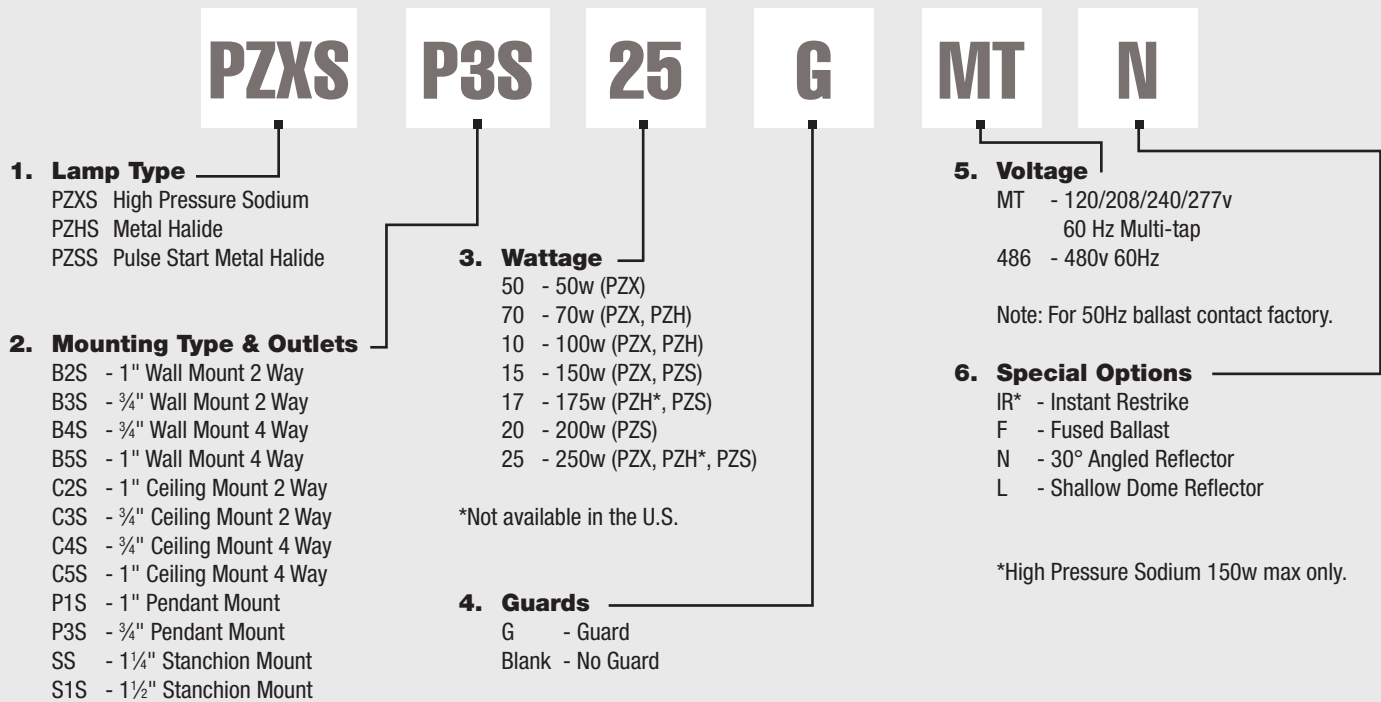 PZXS P3S 25 G MT N
1. Lamp Type
PZXS High Pressure Sodium
PZHS Metal Halide
PZSS Pulse Start Metal Halide
2. Mounting Type & Outlets
B2S - 1" Wall Mount 2 Way
B3S - ¾" Wall Mount 2 Way
B4S - ¾" Wall Mount 4 Way
B5S - 1" Wall Mount 4 Way
C2S - 1" Ceiling Mount 2 Way
C3S - ¾" Ceiling Mount 2 Way
C4S - ¾" Ceiling Mount 4 Way
C5S - 1" Ceiling Mount 4 Way
P1S - 1" Pendant Mount
P3S - ¾" Pendant Mount
SS - 1¼" Stanchion Mount
S1S - 1½" Stanchion Mount
3. Wattage
50 - 50w (PZX)
70 - 70w (PZX, PZH)
10 - 100w (PZX, PZH)
15 - 150w (PZX, PZS)
17 - 175w (PZH*, PZS)
20 - 200w (PZS)
25 - 250w (PZX, PZH*, PZS)
*Not available in the U.S.
4. Guards
G - Guard
Blank - No Guard
5. Voltage
MT - 120/208/240/277v
60 Hz Multi-tap
486 - 480v 60Hz
Note: For 50Hz ballast contact factory.
6. Special Options
IR* - Instant Restrike
F - Fused Ballast
N - 30° Angled Reflector
L - Shallow Dome Reflector
*High Pressure Sodium 150w max only.